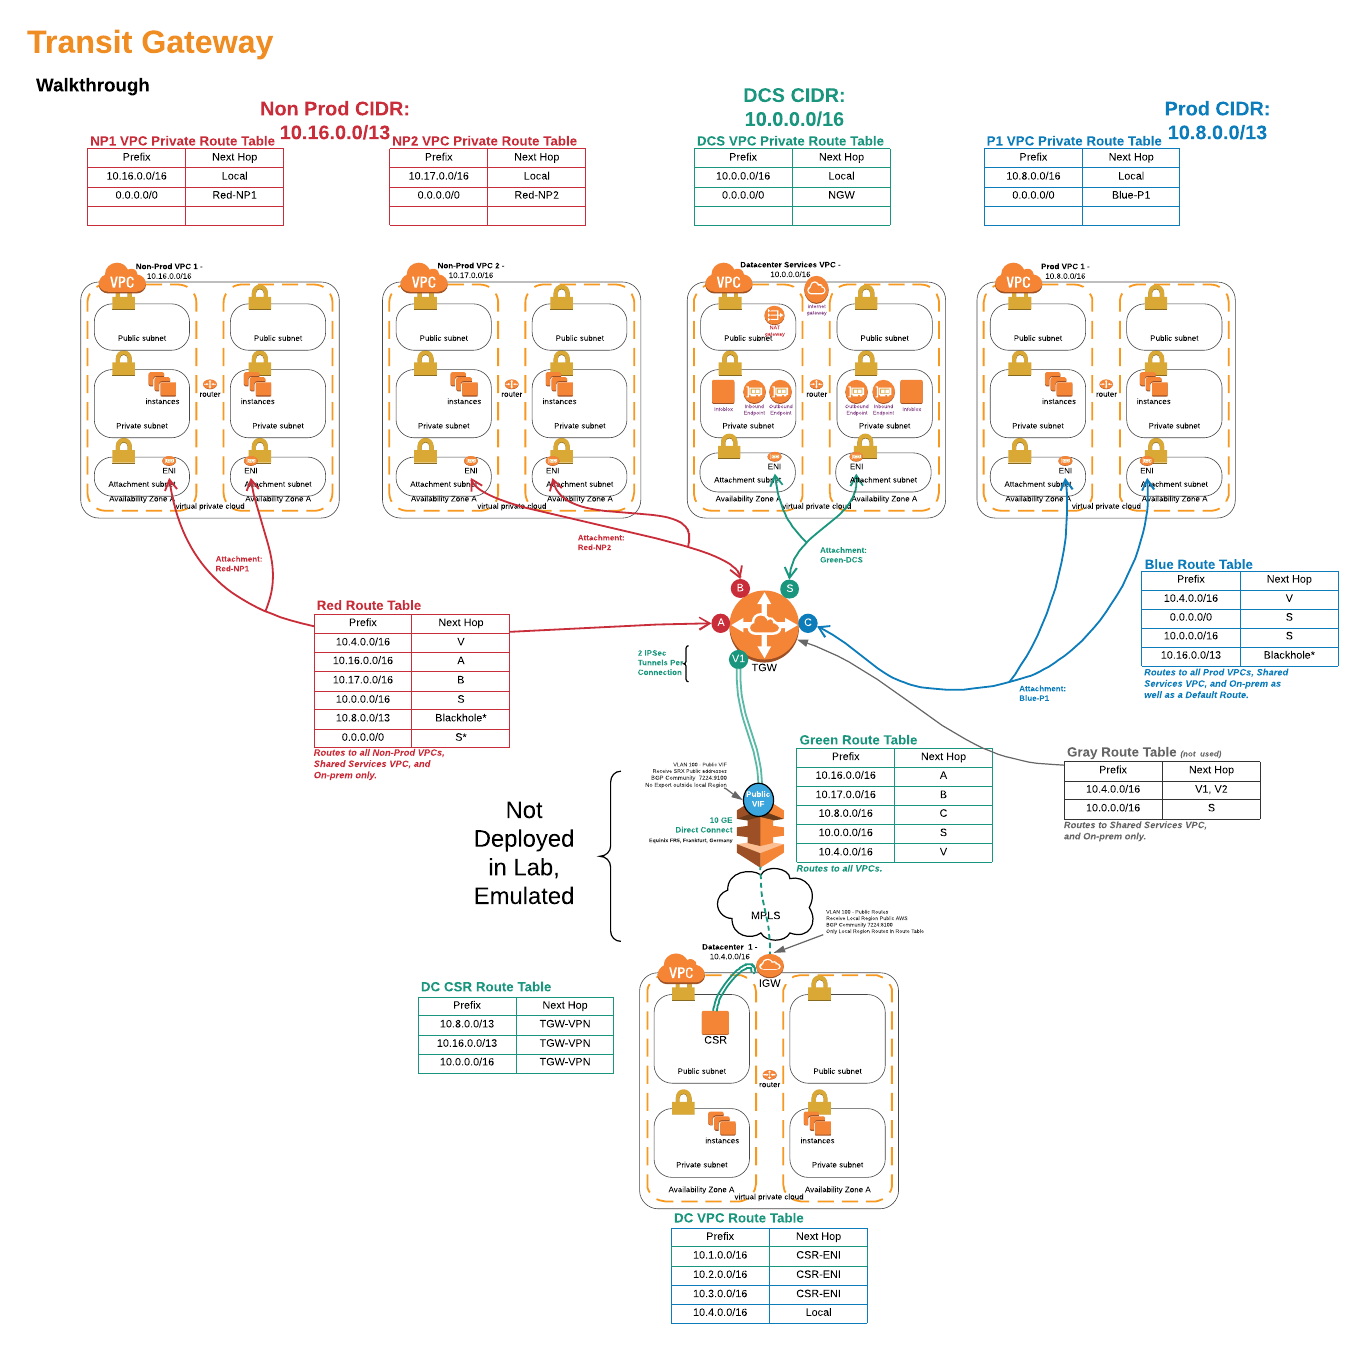 Transit Gateway
Walkthrough
Non Prod CIDR:
10.16.0.0/13
DCS CIDR:
10.0.0.0/16
Prod CIDR:
10.8.0.0/13
NP1 VPC Private Route Table
Prefix Next Hop
10.16.0.0/16 Local
0.0.0.0/0 Red-NP1
NP2 VPC Private Route Table
Prefix Next Hop
10.17.0.0/16 Local
0.0.0.0/0 Red-NP2
DCS VPC Private Route Table
Prefix Next Hop
10.0.0.0/16 Local
0.0.0.0/0 NGW
P1 VPC Private Route Table
Prefix Next Hop
10.8.0.0/16 Local
0.0.0.0/0 Blue-P1
VPC
Non-Prod VPC 1 -
10.16.0.0/16
Public subnet
Public subnet
instances
router
instances
Private subnet
Private subnet
ENI
ENI
Attachment subnet
Attachment subnet
Availability Zone A
Availability Zone A
virtual private cloud
VPC
Non-Prod VPC 2 -
10.17.0.0/16
Public subnet
Public subnet
instances
router
instances
Private subnet
Private subnet
ENI
ENI
Attachment subnet
Attachment subnet
Availability Zone A
Availability Zone A
virtual private cloud
VPC
Datacenter Services VPC -
10.0.0.0/16
Internet
gateway
NAT
gateway
Public subnet
Public subnet
Infoblox
Inbound
Endpoint
Outbound
Endpoint
router
Outbound
Endpoint
Inbound
Endpoint
Infoblox
Private subnet
Private subnet
ENI
ENI
Attachment subnet
Attachment subnet
Availability Zone A
Availability Zone A
virtual private cloud
VPC
Prod VPC 1 -
10.8.0.0/16
Public subnet
Public subnet
instances
router
instances
Private subnet
Private subnet
ENI
ENI
Attachment subnet
Attachment subnet
Availability Zone A
Availability Zone A
virtual private cloud
Attachment:
Red-NP1
Attachment:
Red-NP2
Attachment:
Green-DCS
Attachment:
Blue-P1
B
S
A
C
V1
TGW
2 IPSec
Tunnels Per
Connection
Red Route Table
Prefix Next Hop
10.4.0.0/16 V
10.16.0.0/16 A
10.17.0.0/16 B
10.0.0.0/16 S
10.8.0.0/13 Blackhole*
0.0.0.0/0 S*
Routes to all Non-Prod VPCs,
Shared Services VPC, and
On-prem only.
Blue Route Table
Prefix Next Hop
10.4.0.0/16 V
0.0.0.0/0 S
10.0.0.0/16 S
10.16.0.0/13 Blackhole*
Routes to all Prod VPCs, Shared
Services VPC, and On-prem as
well as a Default Route.
Green Route Table
Prefix Next Hop
10.16.0.0/16 A
10.17.0.0/16 B
10.8.0.0/16 C
10.0.0.0/16 S
10.4.0.0/16 V
Routes to all VPCs.
Gray Route Table (not used)
Prefix Next Hop
10.4.0.0/16 V1, V2
10.0.0.0/16 S
Routes to Shared Services VPC,
and On-prem only.
Not
Deployed
in Lab,
Emulated
VLAN 100 - Public VIF
Receive SRX Public addresses
BGP Community 7224:9100
No Export outside local Region
Public
VIF
10 GE
Direct Connect
Equinix FR5, Frankfurt, Germany
MPLS
VLAN 100 - Public Routes
Receive Local Region Public AWS
BGP Community 7224:8100
Only Local Region Routes in Route Table
Datacenter 1 -
10.4.0.0/16
VPC
IGW
CSR
Public subnet
Public subnet
router
instances
instances
Private subnet
Private subnet
Availability Zone A
Availability Zone A
virtual private cloud
DC CSR Route Table
Prefix Next Hop
10.8.0.0/13 TGW-VPN
10.16.0.0/13 TGW-VPN
10.0.0.0/16 TGW-VPN
DC VPC Route Table
Prefix Next Hop
10.1.0.0/16 CSR-ENI
10.2.0.0/16 CSR-ENI
10.3.0.0/16 CSR-ENI
10.4.0.0/16 Local